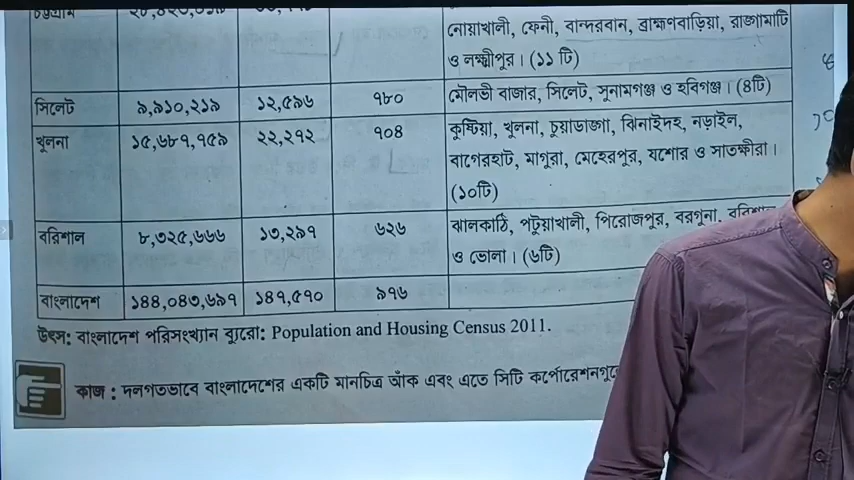 নোয়াখালী, ফেনী, বান্দরবান, ব্রাহ্মণবাড়িয়া, রাঙ্গামাটি
ও লক্ষ্মীপুর। (১১ টি)
সিলেট ৯,৯১০,২১৯ ১২,৫৯৬ ৭৮০ মৌলভী বাজার, সিলেট, সুনামগঞ্জ ও হবিগঞ্জ। (৪টি)
খুলনা ১৫,৬৮৭,৭৫৯ ২২,২৭২ ৭০৪ কুষ্টিয়া, খুলনা, চুয়াডাঙ্গা, ঝিনাইদহ, নড়াইল,
বাগেরহাট, মাগুরা, মেহেরপুর, যশোর ও সাতক্ষীরা।
(১০টি)
বরিশাল ৮,৩২৫,৬৬৬ ১৩,২৯৭ ৬২৬ ঝালকাঠি, পটুয়াখালী, পিরোজপুর, বরগুনা,
ও ভোলা। (৬টি)
বাংলাদেশ ১৪৪,০৪৩,৬৯৭ ১৪৭,৫৭০ ৯৭৬
উৎস: বাংলাদেশ পরিসংখ্যান ব্যুরো: Population and Housing Census 2011.
কাজ : দলগতভাবে বাংলাদেশের একটি মানচিত্র আঁক এবং এতে সিটি